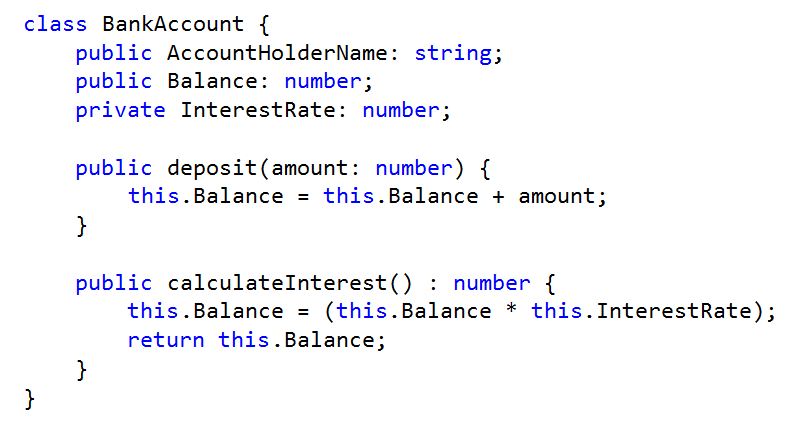 class BankAccount {
    public AccountHolderName: string;
    public Balance: number;
    private InterestRate: number;

    public deposit(amount: number) {
        this.Balance = this.Balance + amount;
    }

    public calculateInterest() : number {
        this.Balance = (this.Balance * this.InterestRate);
        return this.Balance;
    }
}